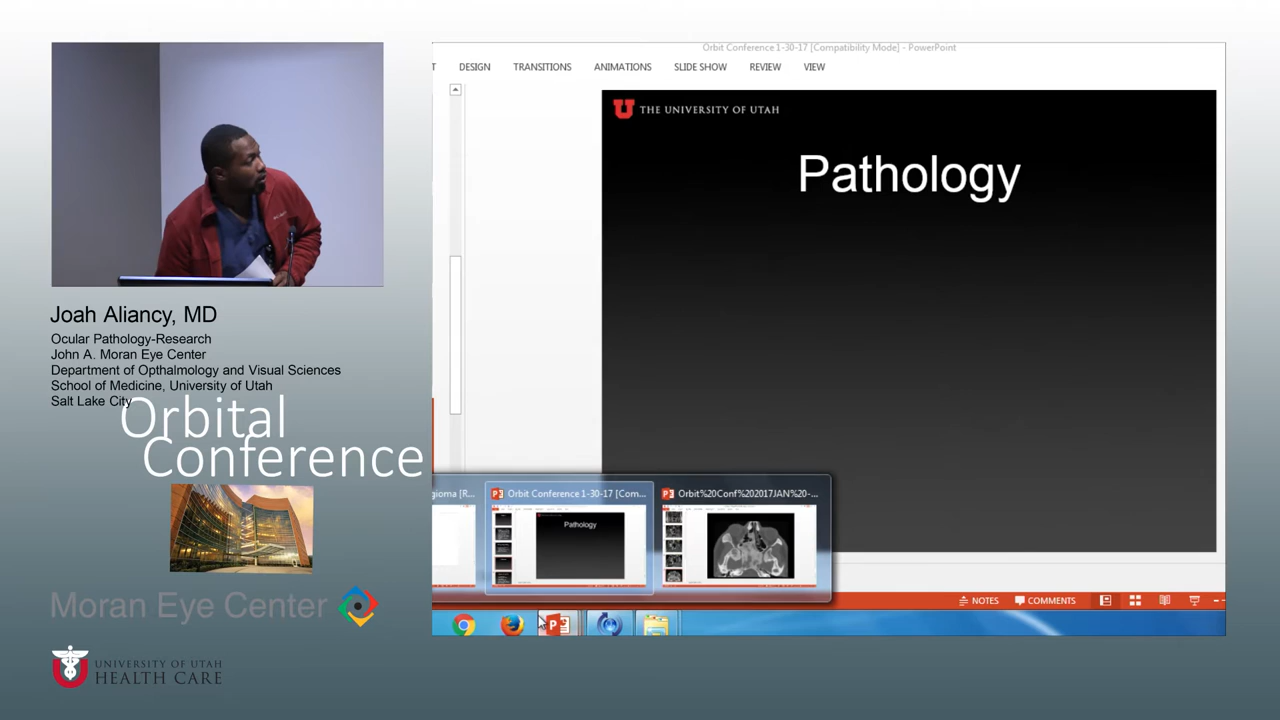 Orbit Conference 1-30-17 [Compatibility Mode] - PowerPoint
T DESIGN TRANSITIONS ANIMATIONS SLIDE SHOW REVIEW VIEW
U THE UNIVERSITY OF UTAH
Pathology
Joah Aliancy, MD
Ocular Pathology-Research
John A. Moran Eye Center
Department of Opthalmology and Visual Sciences
School of Medicine, University of Utah
Salt Lake City
Orbital
Conference
gioma [R... Orbit Conference 1-30-17 [Com... Orbit%20Conf%202017JAN%20-...
Pathology
NOTES COMMENTS
Moran Eye Center
UNIVERSITY OF UTAH
HEALTH CARE